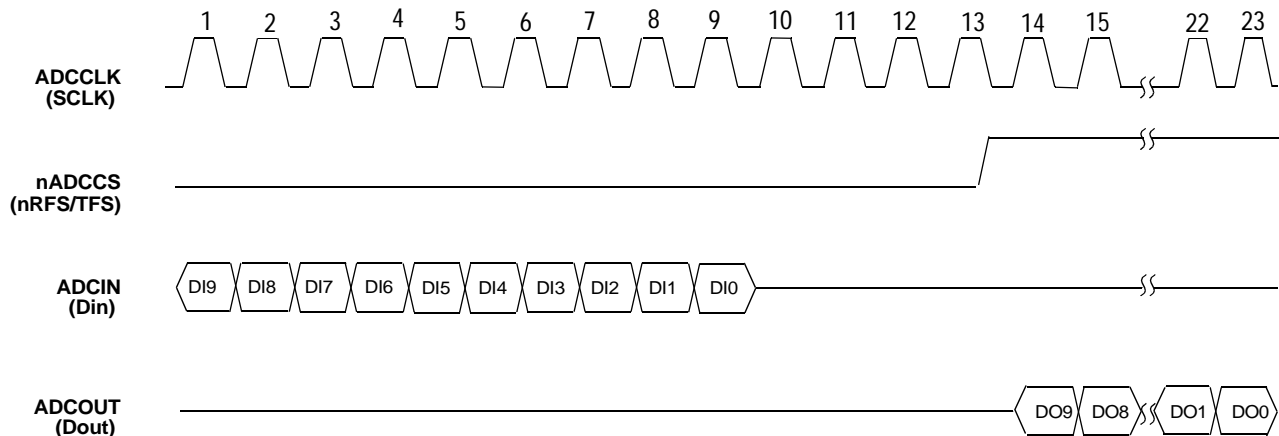 1 2 3 4 5 6 7 8 9 10 11 12 13 14 15 22 23
ADCCLK
(SCLK)
nADCCS
(nRFS/TFS)
ADCIN
(Din)
DI9 DI8 DI7 DI6 DI5 DI4 DI3 DI2 DI1 DI0
ADCOUT
(Dout)
DO9 DO8 DO1 DO0